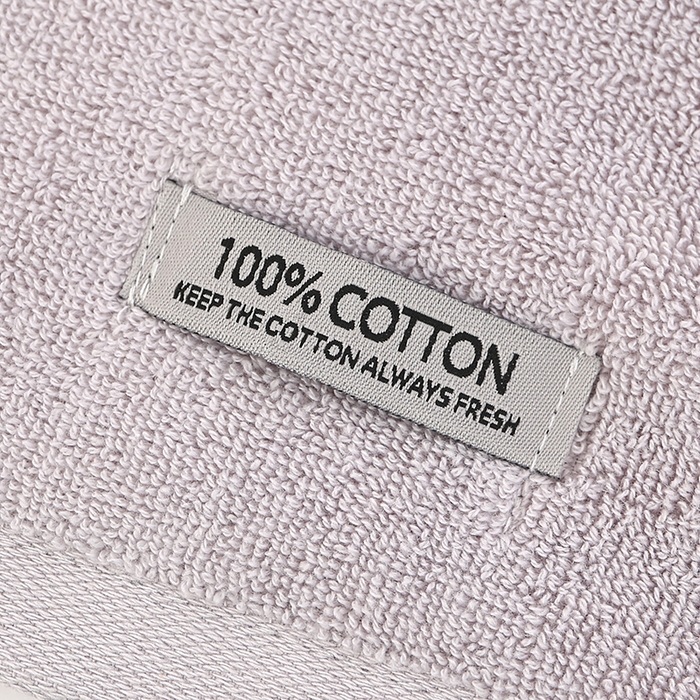 100% COTTON
KEEP THE COTTON ALWAYS FRESH